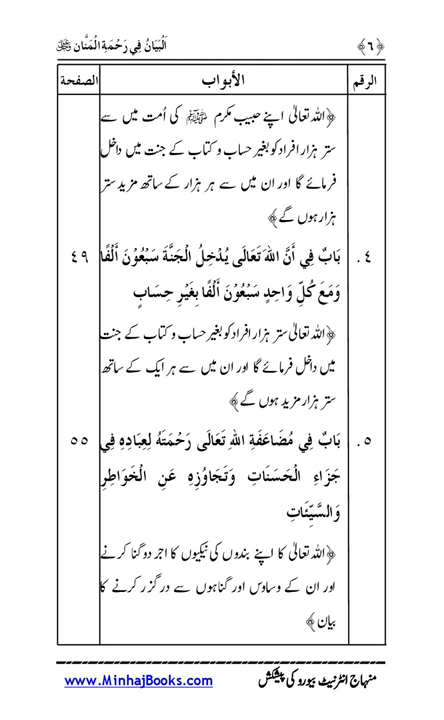 ﴿٦﴾ اَلْبَيَانُ فِي رَحْمَةِ الْمَنَّان ﷻ
الرقم الأبواب الصفحة
﴿اللہ تعالیٰ اپنے حبیبِ مکرم ﷺ کی اُمت میں سے
ستر ہزار افراد کو بغیر حساب و کتاب کے جنت میں داخل
فرمائے گا اور ان میں سے ہر ہزار کے ساتھ مزید ستر
ہزار ہوں گے﴾
٤. بَابٌ فِي أَنَّ اللهَ تَعَالَى يُدْخِلُ الْجَنَّةَ سَبْعُوْنَ أَلْفًا ٤٩
وَمَعَ كُلِّ وَاحِدٍ سَبْعُوْنَ أَلْفًا بِغَيْرِ حِسَابٍ
﴿اللہ تعالیٰ ستر ہزار افراد کو بغیر حساب و کتاب کے جنت
میں داخل فرمائے گا اور ان میں سے ہر ایک کے ساتھ
ستر ہزار مزید ہوں گے﴾
٥. بَابٌ فِي مُضَاعَفَةِ اللهِ تَعَالَى رَحْمَتَهُ لِعِبَادِهِ فِي ٥٥
جَزَاءِ الْحَسَنَاتِ وَتَجَاوُزِهِ عَنِ الْخَوَاطِرِ
وَالسَّيِّئَاتِ
﴿اللہ تعالیٰ کا اپنے بندوں کی نیکیوں کا اجر دوگنا کرنے
اور ان کے وساوس اور گناہوں سے درگزر کرنے کا
بیان﴾
منہاج انٹرنیٹ بیورو کی پیشکش www.MinhajBooks.com